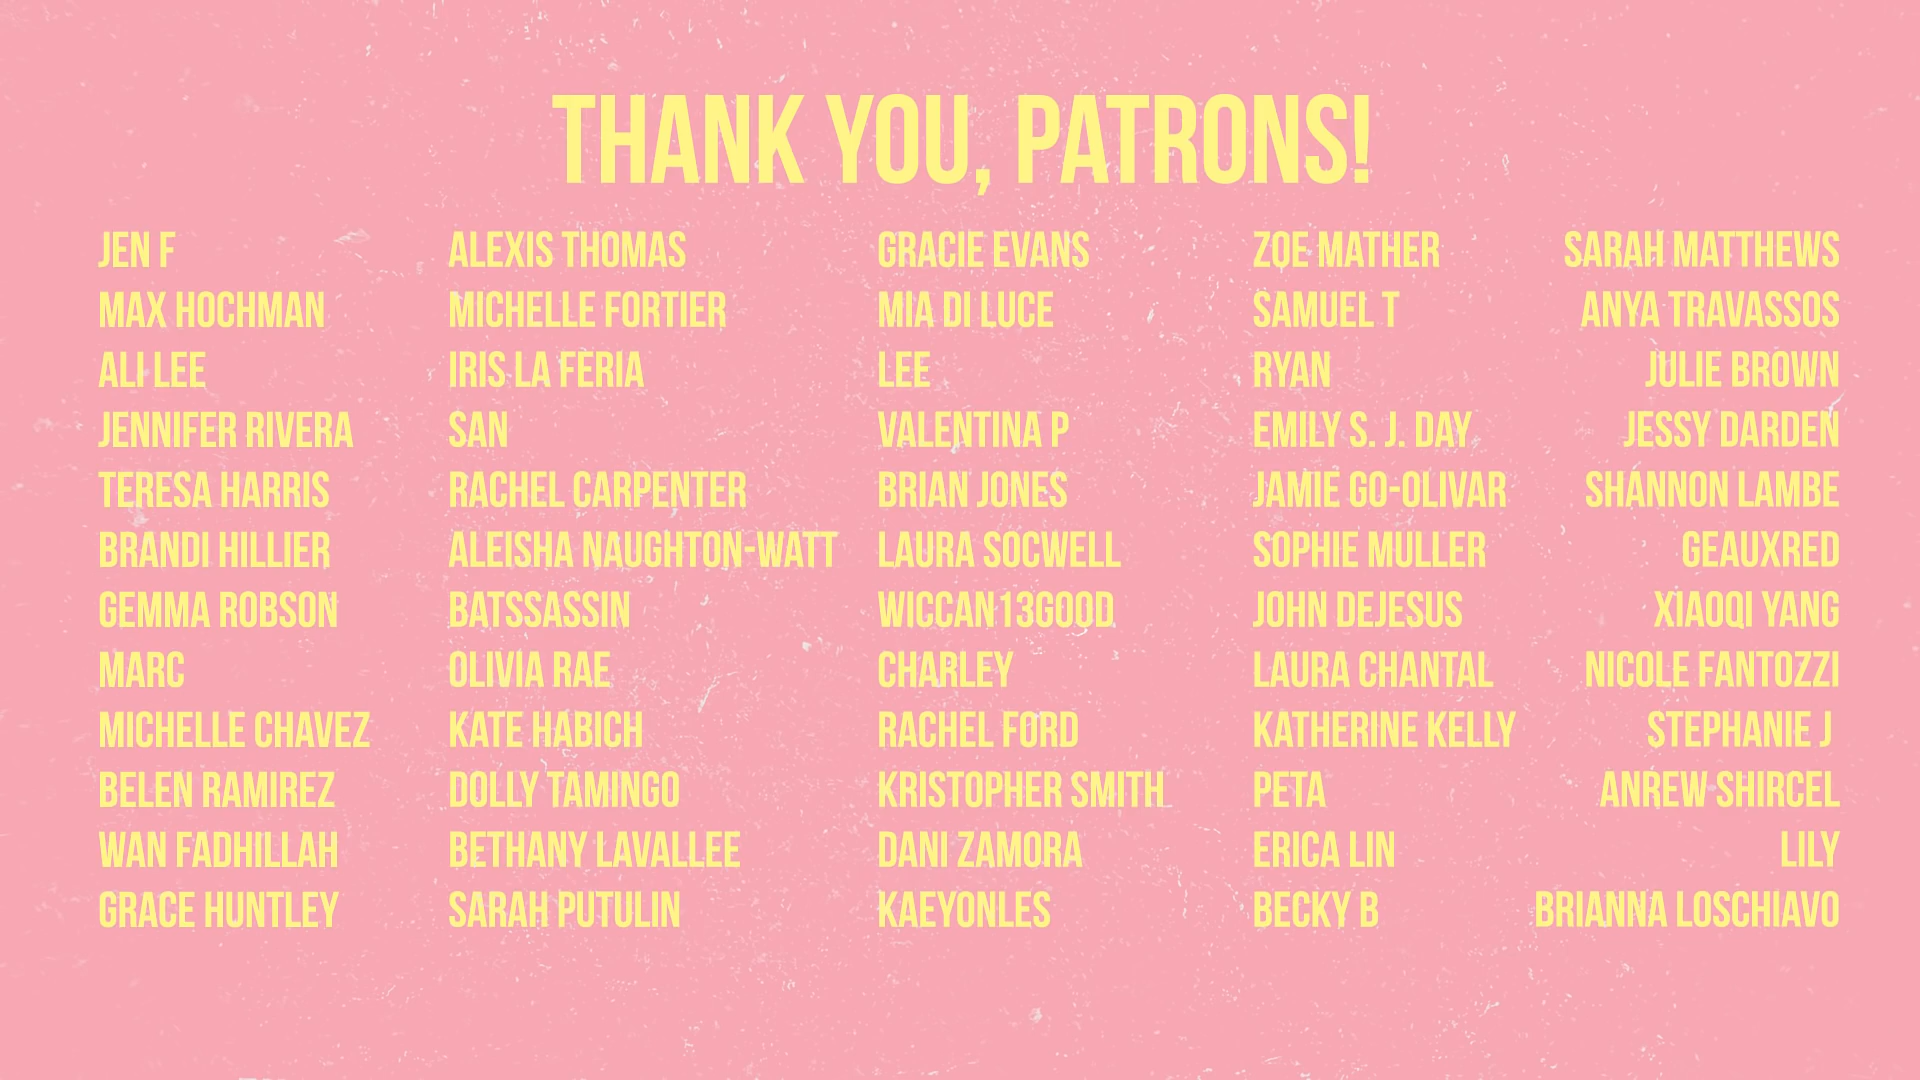 THANK YOU, PATRONS!
JEN F
MAX HOCHMAN
ALI LEE
JENNIFER RIVERA
TERESA HARRIS
BRANDI HILLIER
GEMMA ROBSON
MARC
MICHELLE CHAVEZ
BELEN RAMIREZ
WAN FADHILLAH
GRACE HUNTLEY
ALEXIS THOMAS
MICHELLE FORTIER
IRIS LA FERIA
SAN
RACHEL CARPENTER
ALEISHA NAUGHTON-WATT
BATSSASSIN
OLIVIA RAE
KATE HABICH
DOLLY TAMINGO
BETHANY LAVALLEE
SARAH PUTULIN
GRACIE EVANS
MIA DI LUCE
LEE
VALENTINA P
BRIAN JONES
LAURA SOCWELL
WICCAN13GOOD
CHARLEY
RACHEL FORD
KRISTOPHER SMITH
DANI ZAMORA
KAEYONLES
ZOE MATHER
SAMUEL T
RYAN
EMILY S. J. DAY
JAMIE GO-OLIVAR
SOPHIE MULLER
JOHN DEJESUS
LAURA CHANTAL
KATHERINE KELLY
PETA
ERICA LIN
BECKY B
SARAH MATTHEWS
ANYA TRAVASSOS
JULIE BROWN
JESSY DARDEN
SHANNON LAMBE
GEAUXRED
XIAOQI YANG
NICOLE FANTOZZI
STEPHANIE J
ANREW SHIRCEL
LILY
BRIANNA LOSCHIAVO